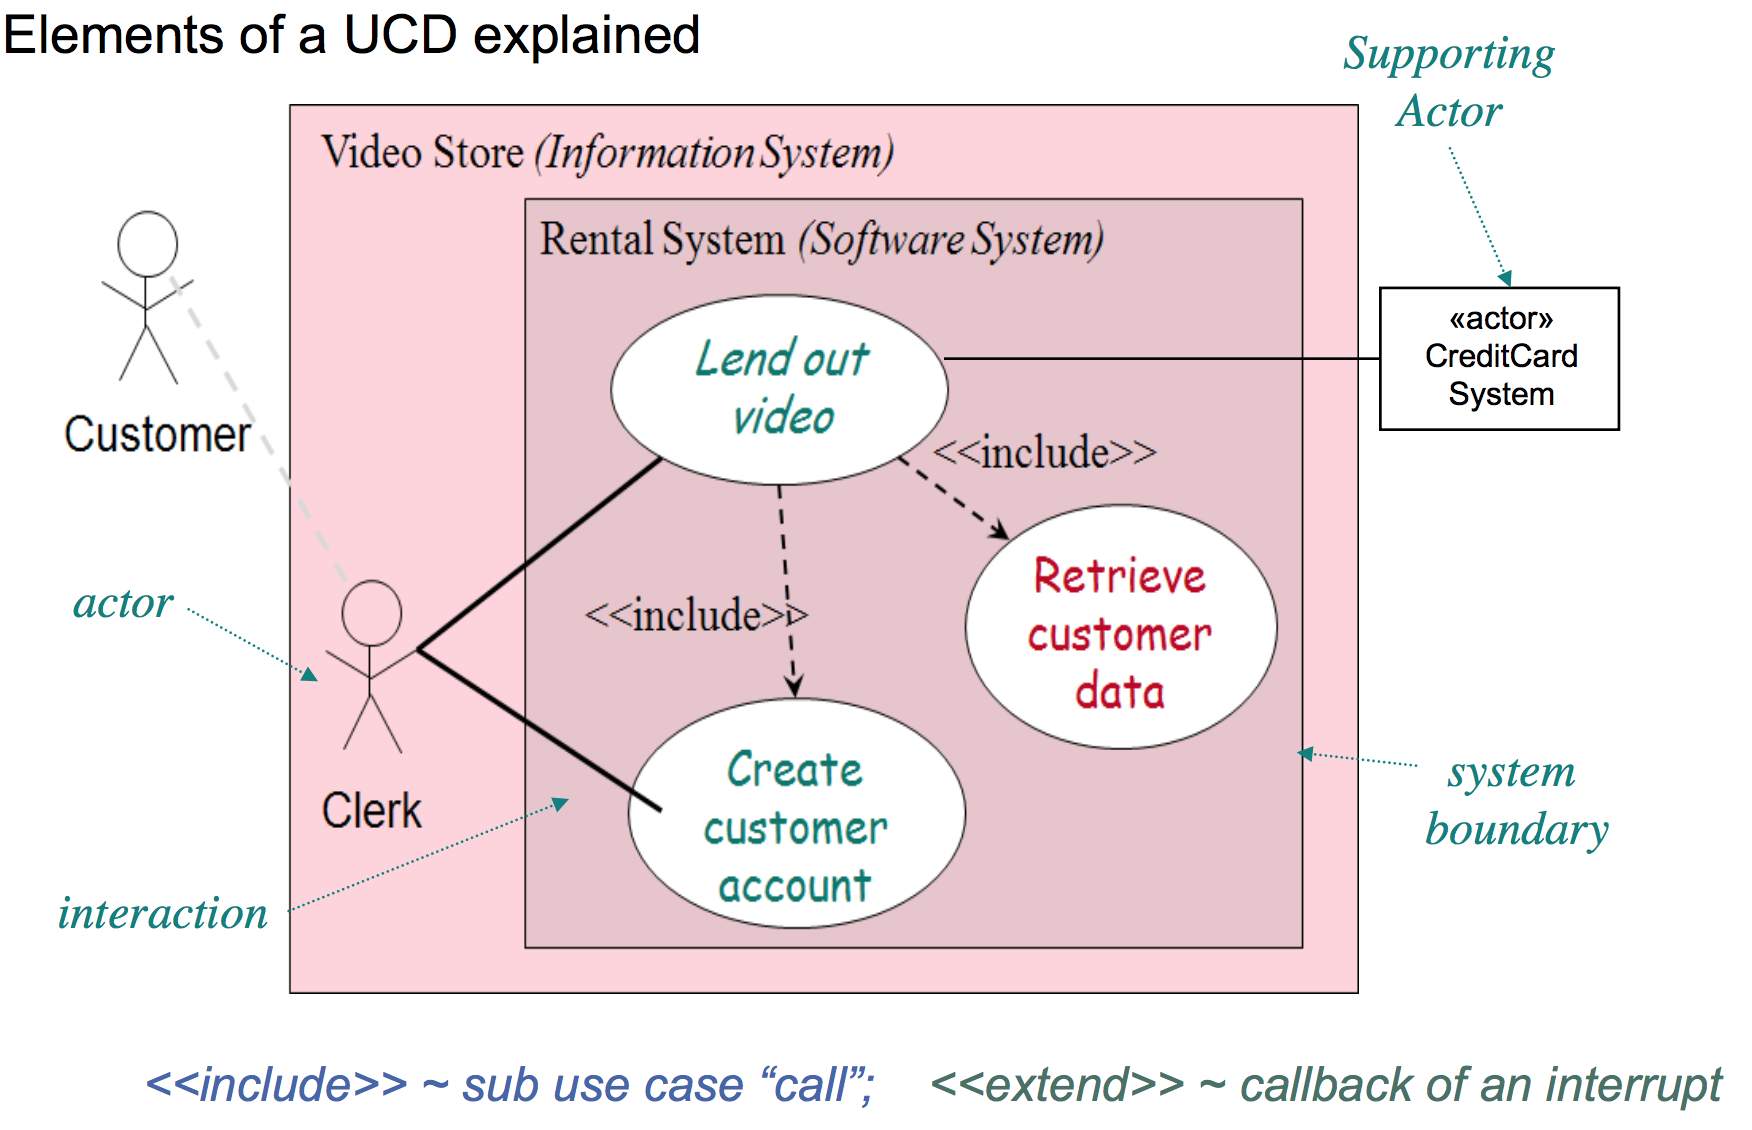 Elements of a UCD explained
Supporting
Actor
Video Store (Information System)
Rental System (Software System)
«actor»
CreditCard
System
Lend out
video
Customer
<<include>>
Retrieve
customer
data
<<include>>
actor
Clerk
Create
customer
account
system
boundary
interaction
<<include>> ~ sub use case “call”; <<extend>> ~ callback of an interrupt